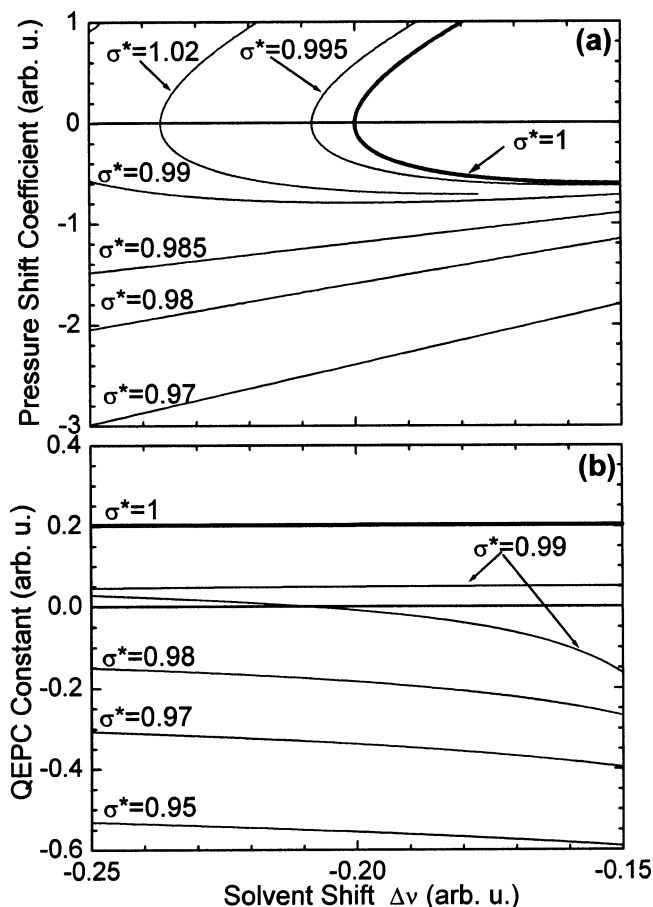 (a)
σ*=1.02
σ*=0.995
σ*=1
σ*=0.99
σ*=0.985
σ*=0.98
σ*=0.97
1
0
-1
-2
-3
Pressure Shift Coefficient (arb. u.)
(b)
σ*=1
σ*=0.99
σ*=0.98
σ*=0.97
σ*=0.95
0.4
0.2
0.0
-0.2
-0.4
-0.6
QEPC Constant (arb. u.)
-0.25
-0.20
-0.15
Solvent Shift Δν (arb. u.)